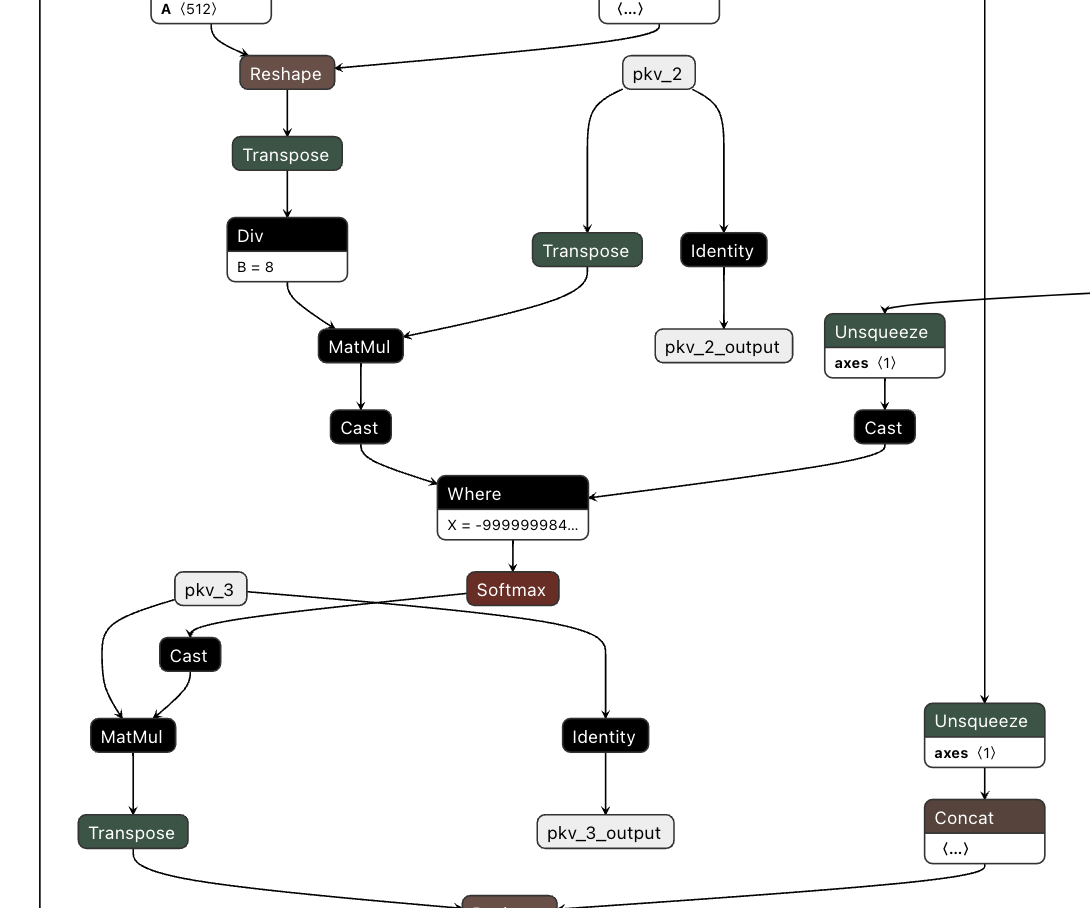 A ⟨512⟩
⟨...⟩
Reshape
pkv_2
Transpose
Div
B = 8
Transpose
Identity
MatMul
pkv_2_output
Unsqueeze
axes ⟨1⟩
Cast
Cast
Where
X = -999999984...
pkv_3
Softmax
Cast
MatMul
Identity
Unsqueeze
axes ⟨1⟩
Transpose
pkv_3_output
Concat
⟨...⟩